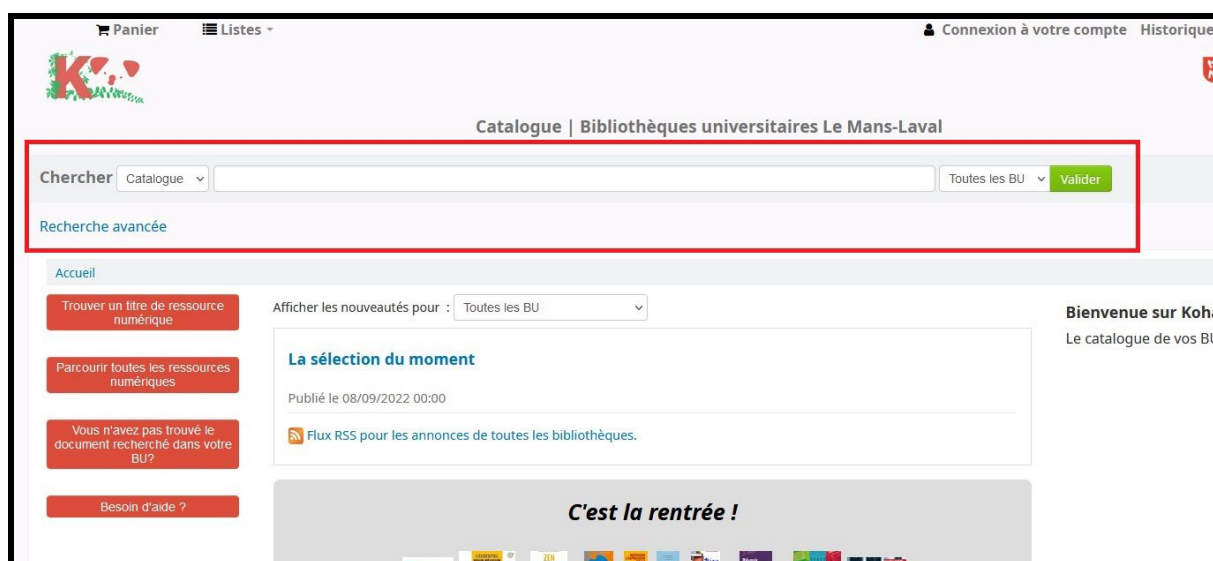 Panier Listes Connexion à votre compte Historique
K
Catalogue | Bibliothèques universitaires Le Mans-Laval
Chercher Catalogue Toutes les BU Valider
Recherche avancée
Accueil
Trouver un titre de ressource
numérique
Parcourir toutes les ressources
numériques
Vous n'avez pas trouvé le
document recherché dans votre
BU?
Besoin d'aide ?
Afficher les nouveautés pour : Toutes les BU
La sélection du moment
Publié le 08/09/2022 00:00
Flux RSS pour les annonces de toutes les bibliothèques.
C'est la rentrée !
ZEN
Bienvenue sur Koha
Le catalogue de vos BU